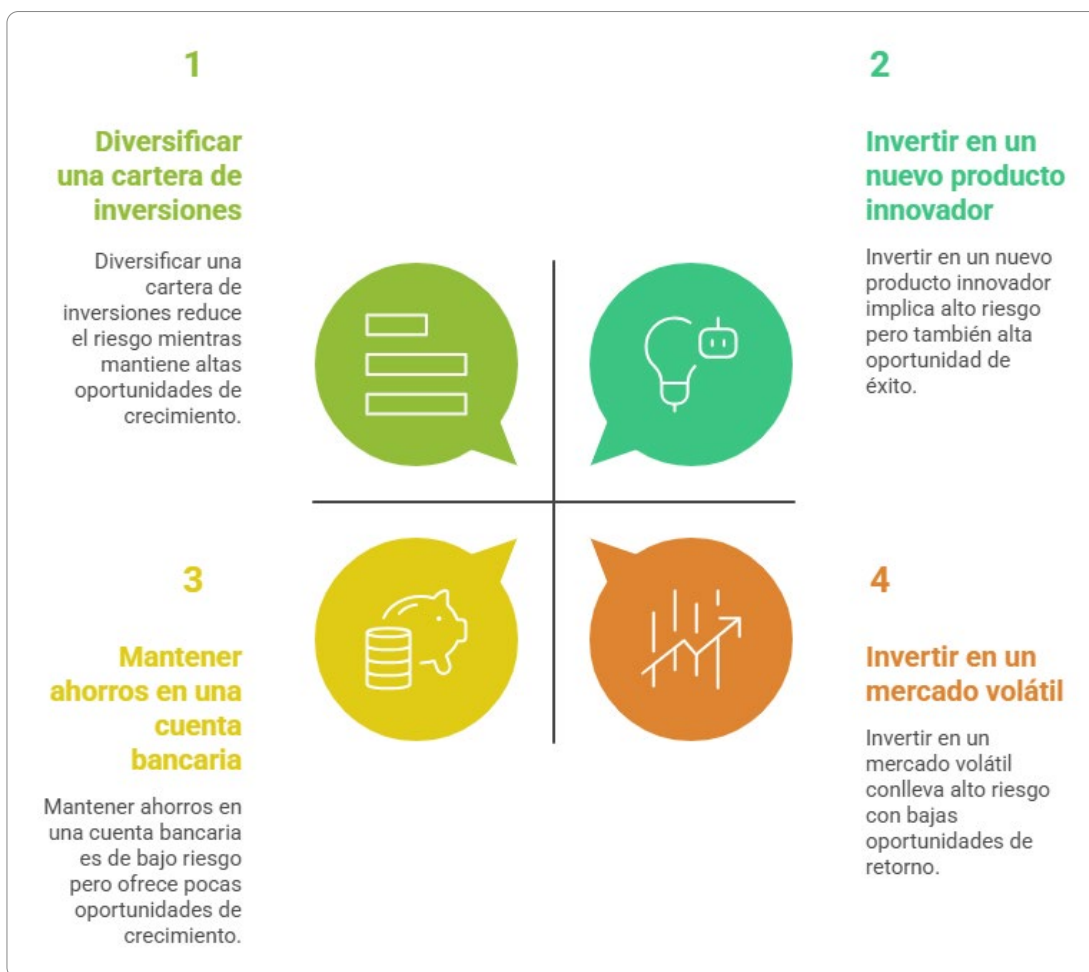 1
Diversificar
una cartera de
inversiones
Diversificar una
cartera de
inversiones reduce
el riesgo mientras
mantiene altas
oportunidades de
crecimiento.
2
Invertir en un
nuevo producto
innovador
Invertir en un nuevo
producto innovador
implica alto riesgo
pero también alta
oportunidad de
éxito.
3
Mantener
ahorros en una
cuenta
bancaria
Mantener ahorros en
una cuenta bancaria
es de bajo riesgo
pero ofrece pocas
oportunidades de
crecimiento.
4
Invertir en un
mercado volátil
Invertir en un
mercado volátil
conlleva alto riesgo
con bajas
oportunidades de
retorno.